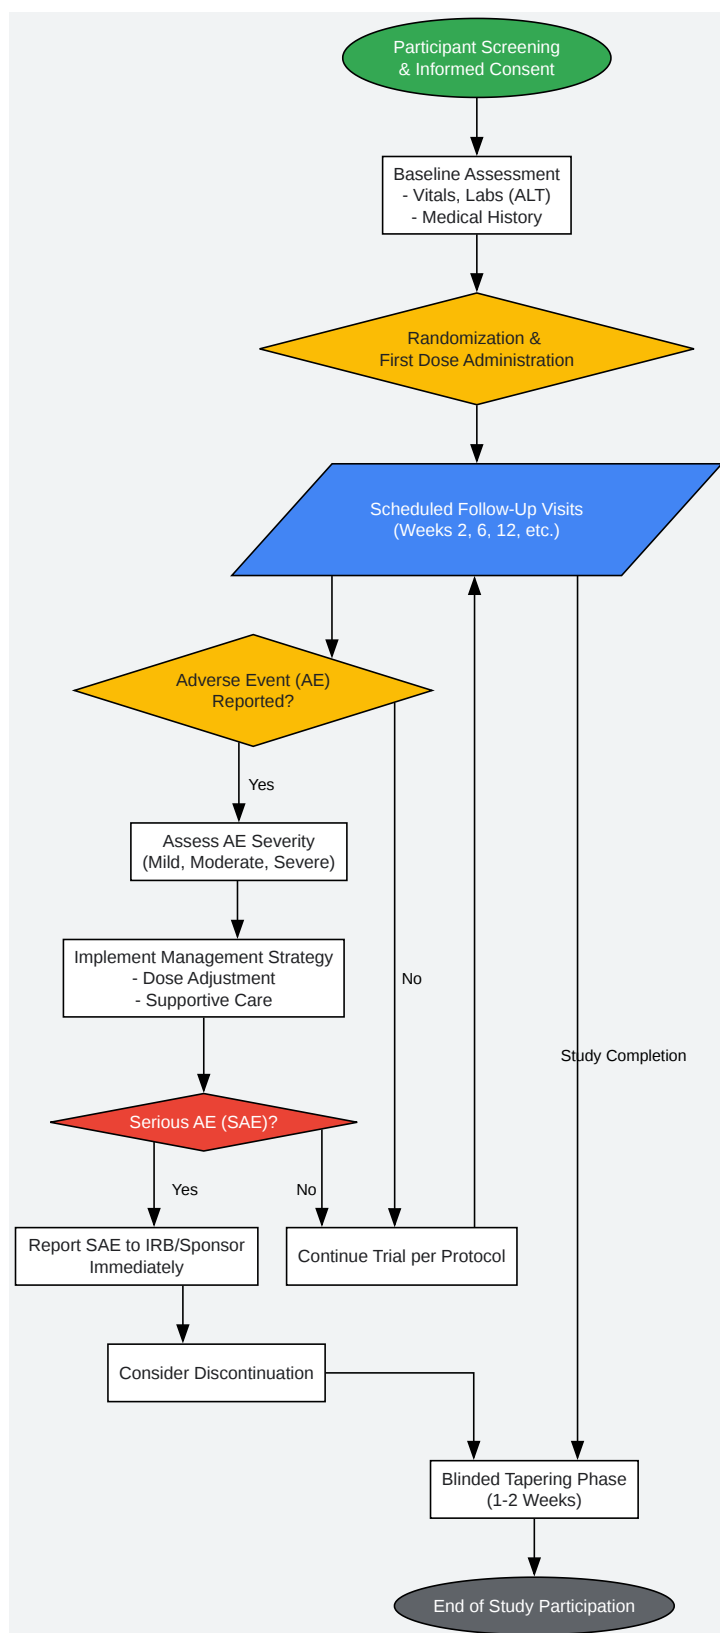 Participant Screening
& Informed Consent
Baseline Assessment
- Vitals, Labs (ALT)
- Medical History
Randomization &
First Dose Administration
Scheduled Follow-Up Visits
(Weeks 2, 6, 12, etc.)
Adverse Event (AE)
Reported?
Yes
Assess AE Severity
(Mild, Moderate, Severe)
Implement Management Strategy
- Dose Adjustment
- Supportive Care
No
Study Completion
Serious AE (SAE)?
Yes
No
Report SAE to IRB/Sponsor
Immediately
Continue Trial per Protocol
Consider Discontinuation
Blinded Tapering Phase
(1-2 Weeks)
End of Study Participation